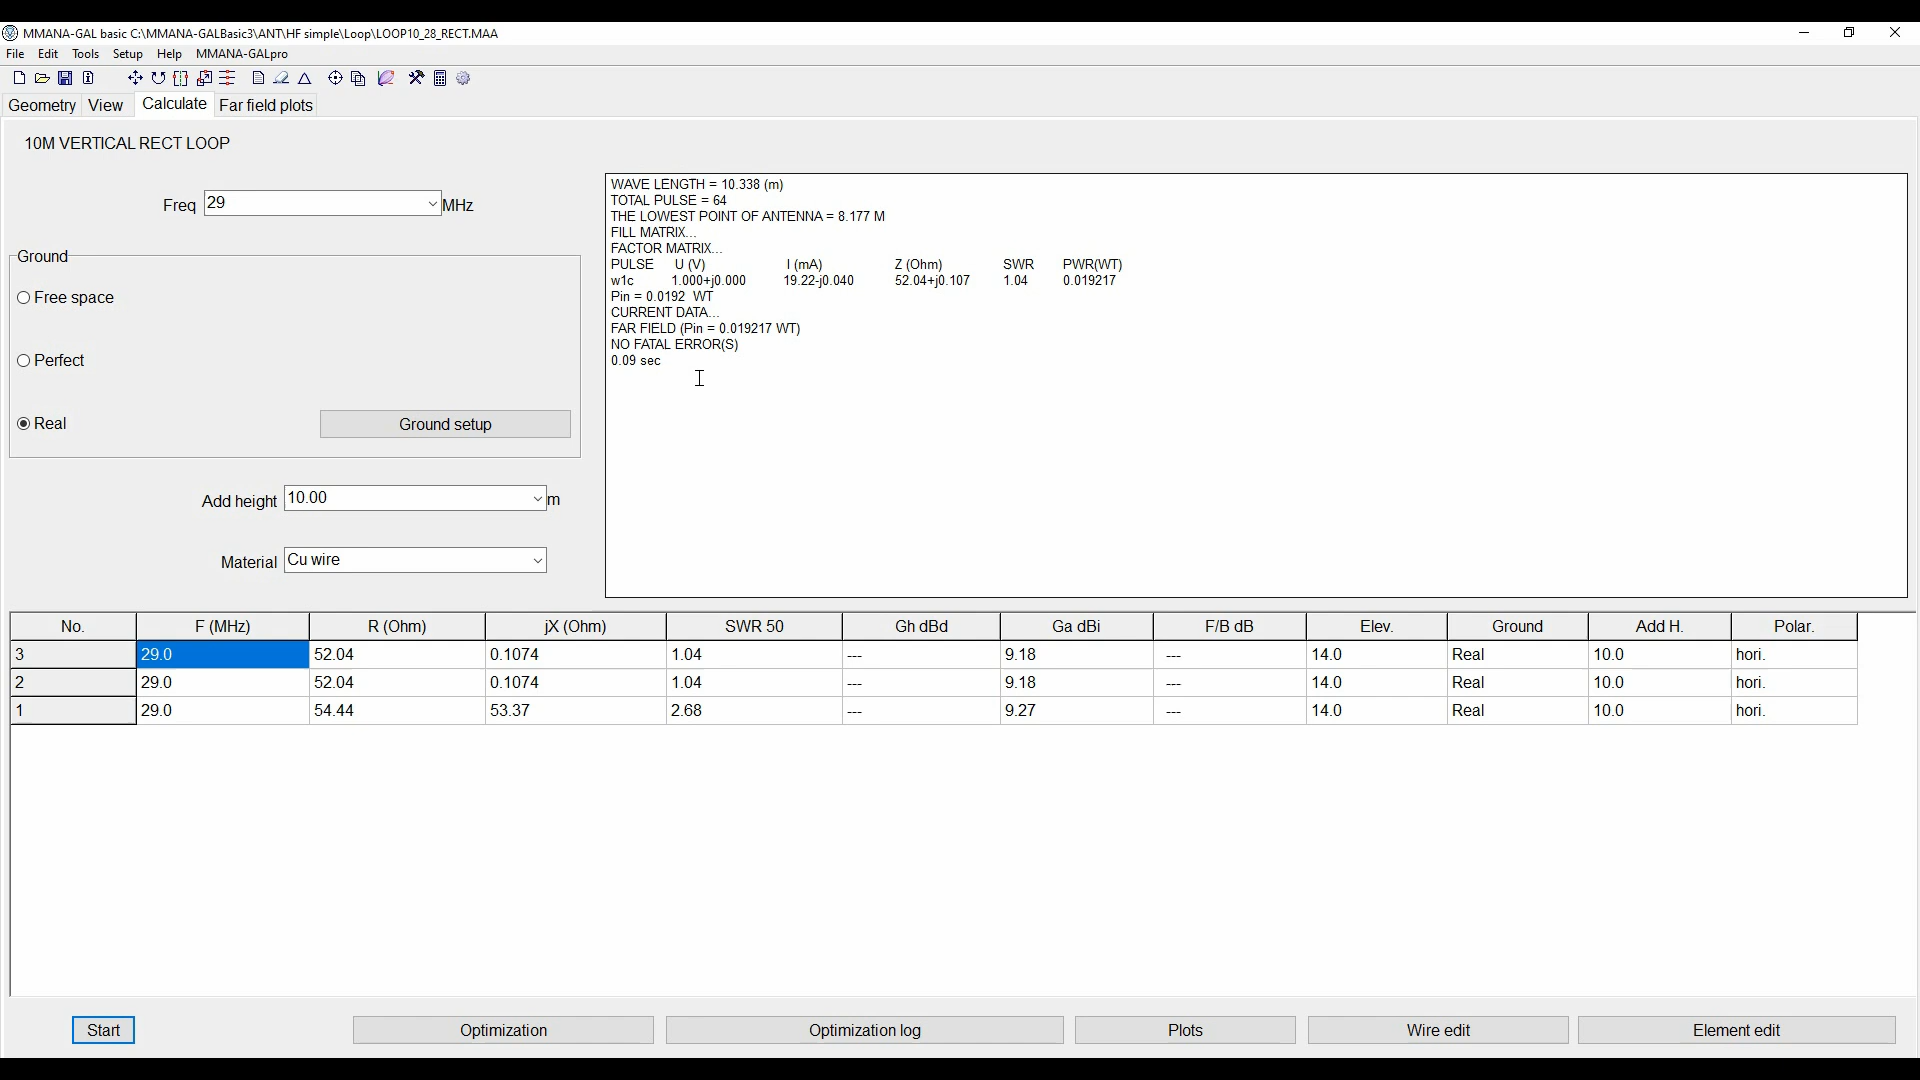 MMANA-GAL basic C:\MMANA-GALBasic3\ANT\HF simple\Loop\LOOP10_28_RECT.MAA
File Edit Tools Setup Help MMANA-GALpro
Geometry View Calculate Far field plots
10M VERTICAL RECT LOOP
Freq 29 MHz
Ground
Free space
Perfect
Real Ground setup
Add height 10.00 m
Material Cu wire
WAVE LENGTH = 10.338 (m)
TOTAL PULSE = 64
THE LOWEST POINT OF ANTENNA = 8.177 M
FILL MATRIX...
FACTOR MATRIX...
PULSE U (V) I (mA) Z (Ohm) SWR PWR(WT)
w1c 1.000+j0.000 19.22-j0.040 52.04+j0.107 1.04 0.019217
Pin = 0.0192 WT
CURRENT DATA...
FAR FIELD (Pin = 0.019217 WT)
NO FATAL ERROR(S)
0.09 sec
No. F (MHz) R (Ohm) jX (Ohm) SWR 50 Gh dBd Ga dBi F/B dB Elev. Ground Add H. Polar.
3 29.0 52.04 0.1074 1.04 --- 9.18 --- 14.0 Real 10.0 hori.
2 29.0 52.04 0.1074 1.04 --- 9.18 --- 14.0 Real 10.0 hori.
1 29.0 54.44 53.37 2.68 --- 9.27 --- 14.0 Real 10.0 hori.
Start Optimization Optimization log Plots Wire edit Element edit